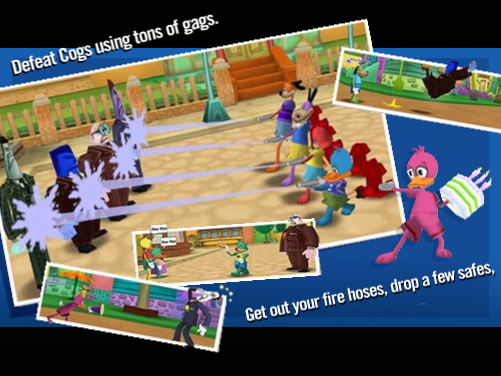 Defeat Cogs using tons of gags.
Get out your fire hoses, drop a few safes,